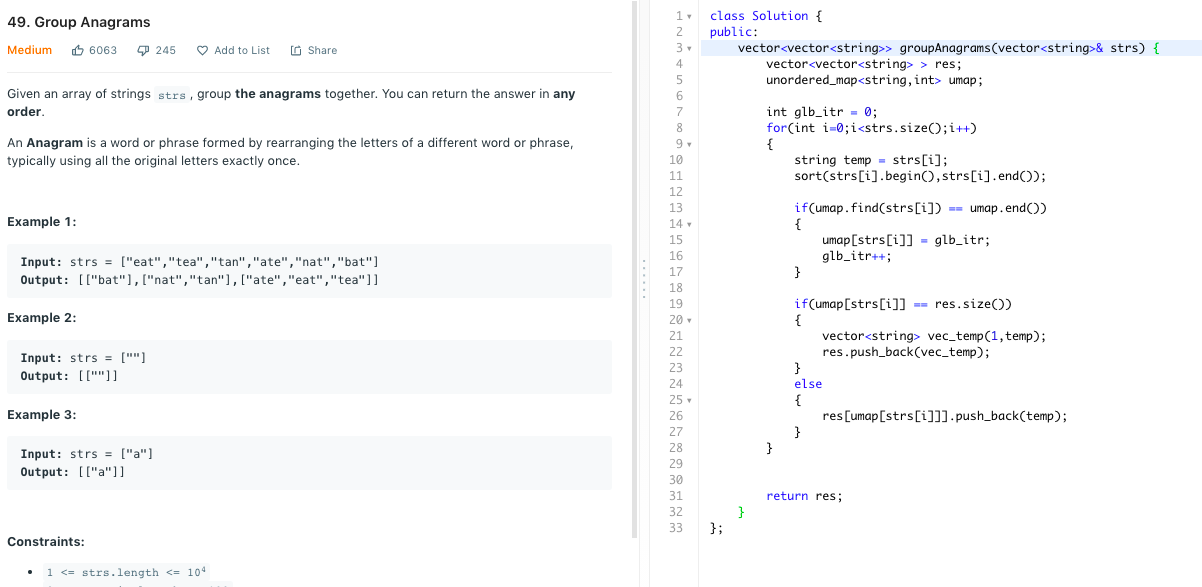 49. Group Anagrams
Medium 6063 245 Add to List Share
Given an array of strings strs, group the anagrams together. You can return the answer in any
order.
An Anagram is a word or phrase formed by rearranging the letters of a different word or phrase,
typically using all the original letters exactly once.
Example 1:
Input: strs = ["eat","tea","tan","ate","nat","bat"]
Output: [["bat"],["nat","tan"],["ate","eat","tea"]]
Example 2:
Input: strs = [""]
Output: [[""]]
Example 3:
Input: strs = ["a"]
Output: [["a"]]
Constraints:
• 1 <= strs.length <= 10⁴
1 class Solution {
2 public:
3 vector<vector<string>> groupAnagrams(vector<string>& strs) {
4 vector<vector<string> > res;
5 unordered_map<string,int> umap;
6
7 int glb_itr = 0;
8 for(int i=0;i<strs.size();i++)
9 {
10 string temp = strs[i];
11 sort(strs[i].begin(),strs[i].end());
12
13 if(umap.find(strs[i]) == umap.end())
14 {
15 umap[strs[i]] = glb_itr;
16 glb_itr++;
17 }
18
19 if(umap[strs[i]] == res.size())
20 {
21 vector<string> vec_temp(1,temp);
22 res.push_back(vec_temp);
23 }
24 else
25 {
26 res[umap[strs[i]]].push_back(temp);
27 }
28 }
29
30
31 return res;
32 }
33 };